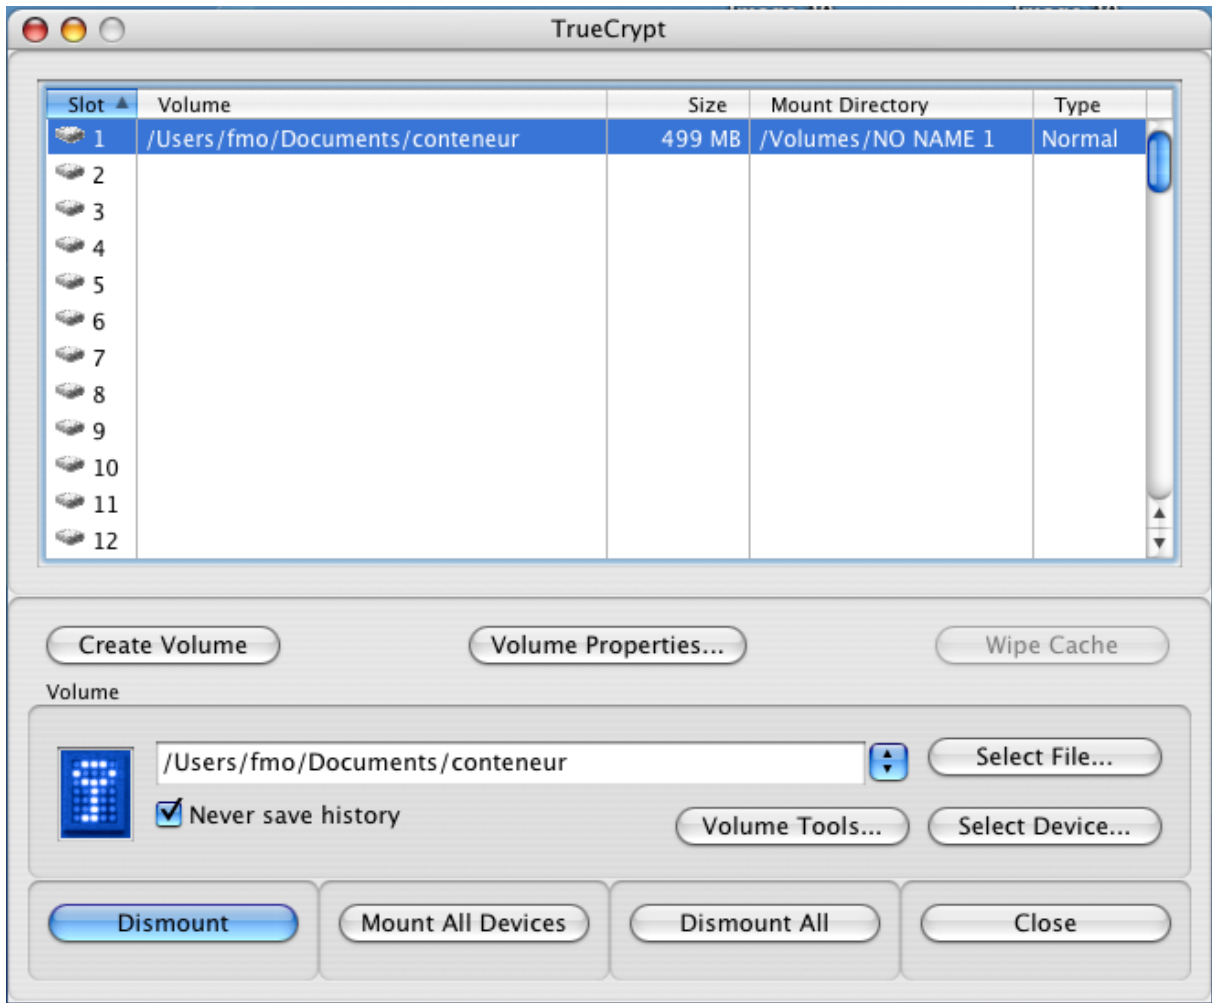 TrueCrypt
Slot Volume Size Mount Directory Type
1 /Users/fmo/Documents/conteneur 499 MB /Volumes/NO NAME 1 Normal
2
3
4
5
6
7
8
9
10
11
12
Create Volume Volume Properties... Wipe Cache
Volume
/Users/fmo/Documents/conteneur Select File...
Never save history Volume Tools... Select Device...
Dismount Mount All Devices Dismount All Close